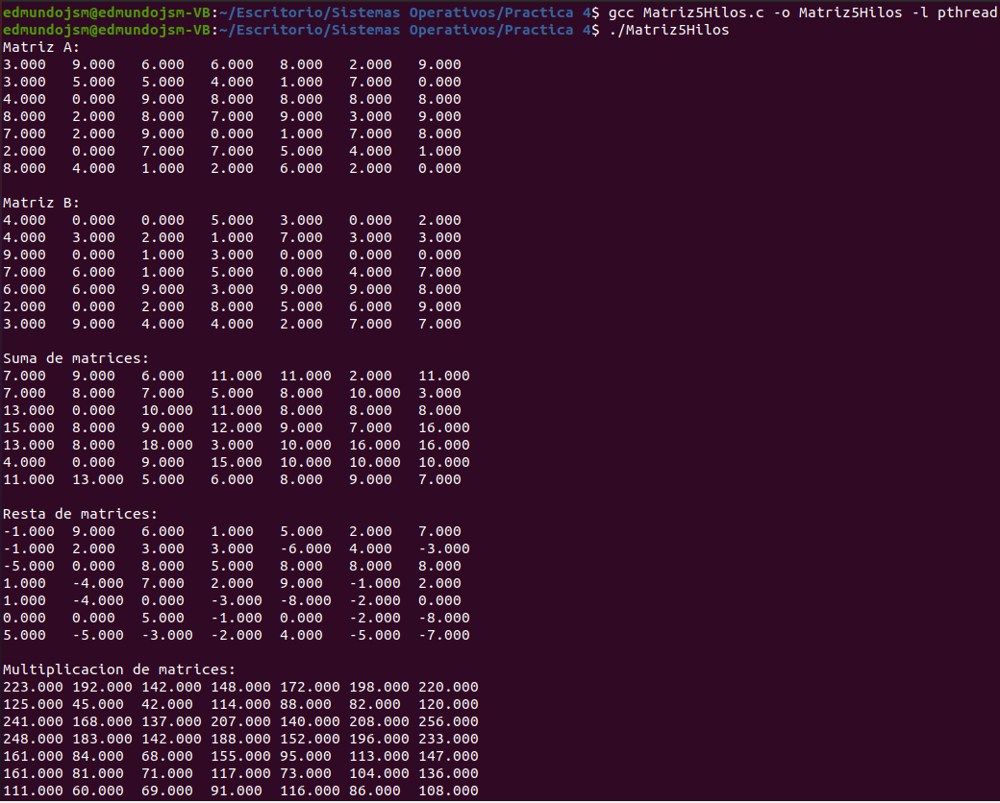 edmundojsm@edmundojsm-VB:~/Escritorio/Sistemas Operativos/Practica 4$ gcc Matriz5Hilos.c -o Matriz5Hilos -l pthread
edmundojsm@edmundojsm-VB:~/Escritorio/Sistemas Operativos/Practica 4$ ./Matriz5Hilos
Matriz A:
3.000 9.000 6.000 6.000 8.000 2.000 9.000
3.000 5.000 5.000 4.000 1.000 7.000 0.000
4.000 0.000 9.000 8.000 8.000 8.000 8.000
8.000 2.000 8.000 7.000 9.000 3.000 9.000
7.000 2.000 9.000 0.000 1.000 7.000 8.000
2.000 0.000 7.000 7.000 5.000 4.000 1.000
8.000 4.000 1.000 2.000 6.000 2.000 0.000
Matriz B:
4.000 0.000 0.000 5.000 3.000 0.000 2.000
4.000 3.000 2.000 1.000 7.000 3.000 3.000
9.000 0.000 1.000 3.000 0.000 0.000 0.000
7.000 6.000 1.000 5.000 0.000 4.000 7.000
6.000 6.000 9.000 3.000 9.000 9.000 8.000
2.000 0.000 2.000 8.000 5.000 6.000 9.000
3.000 9.000 4.000 4.000 2.000 7.000 7.000
Suma de matrices:
7.000 9.000 6.000 11.000 11.000 2.000 11.000
7.000 8.000 7.000 5.000 8.000 10.000 3.000
13.000 0.000 10.000 11.000 8.000 8.000 8.000
15.000 8.000 9.000 12.000 9.000 7.000 16.000
13.000 8.000 18.000 3.000 10.000 16.000 16.000
4.000 0.000 9.000 15.000 10.000 10.000 10.000
11.000 13.000 5.000 6.000 8.000 9.000 7.000
Resta de matrices:
-1.000 9.000 6.000 1.000 5.000 2.000 7.000
-1.000 2.000 3.000 3.000 -6.000 4.000 -3.000
-5.000 0.000 8.000 5.000 8.000 8.000 8.000
1.000 -4.000 7.000 2.000 9.000 -1.000 2.000
1.000 -4.000 0.000 -3.000 -8.000 -2.000 0.000
0.000 0.000 5.000 -1.000 0.000 -2.000 -8.000
5.000 -5.000 -3.000 -2.000 4.000 -5.000 -7.000
Multiplicacion de matrices:
223.000 192.000 142.000 148.000 172.000 198.000 220.000
125.000 45.000 42.000 114.000 88.000 82.000 120.000
241.000 168.000 137.000 207.000 140.000 208.000 256.000
248.000 183.000 142.000 188.000 152.000 196.000 233.000
161.000 84.000 68.000 155.000 95.000 113.000 147.000
161.000 81.000 71.000 117.000 73.000 104.000 136.000
111.000 60.000 69.000 91.000 116.000 86.000 108.000